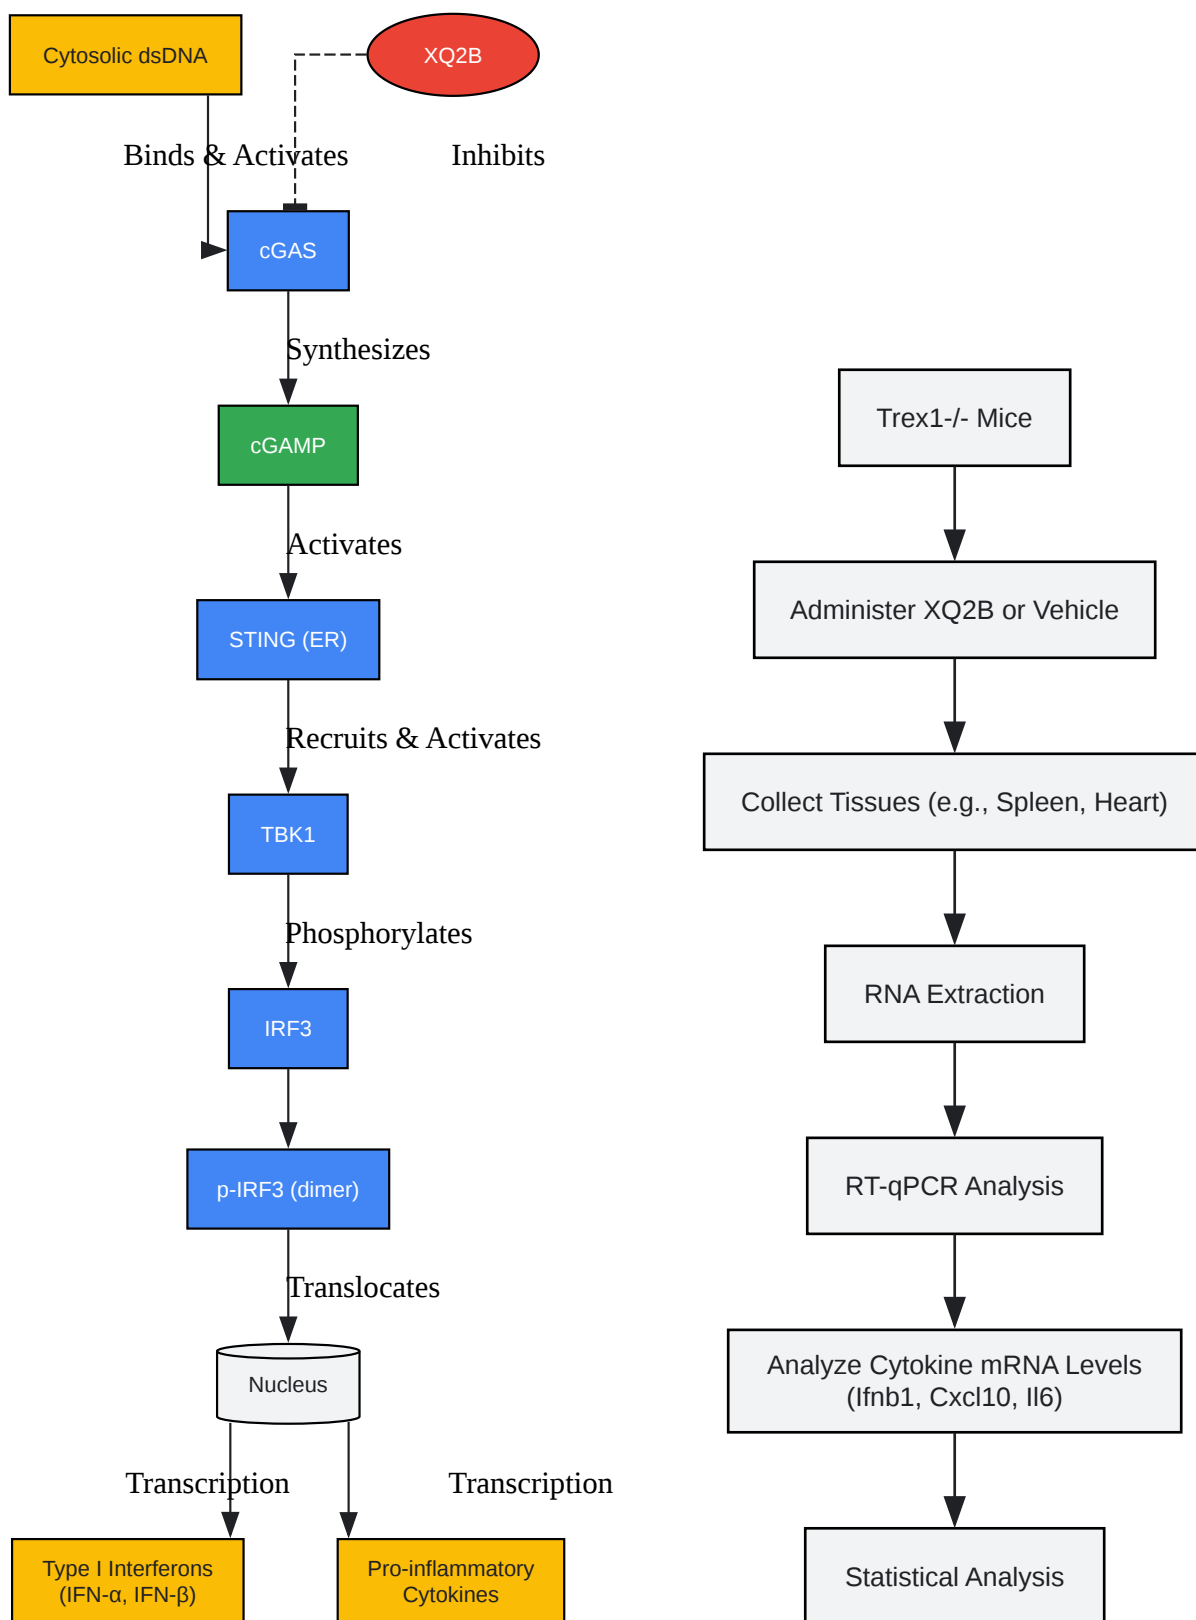 Cytosolic dsDNA
XQ2B
Binds & Activates
Inhibits
cGAS
Synthesizes
cGAMP
Activates
STING (ER)
Recruits & Activates
TBK1
Phosphorylates
IRF3
p-IRF3 (dimer)
Translocates
Nucleus
Transcription
Transcription
Type I Interferons
(IFN-α, IFN-β)
Pro-inflammatory
Cytokines
Trex1-/- Mice
Administer XQ2B or Vehicle
Collect Tissues (e.g., Spleen, Heart)
RNA Extraction
RT-qPCR Analysis
Analyze Cytokine mRNA Levels
(Ifnb1, Cxcl10, Il6)
Statistical Analysis